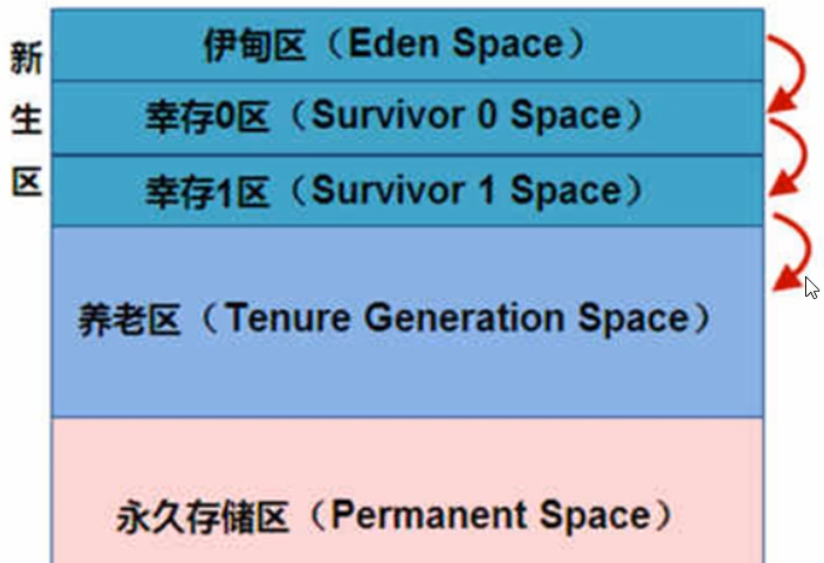 新生区
伊甸区（Eden Space）
幸存0区（Survivor 0 Space）
幸存1区（Survivor 1 Space）
养老区（Tenure Generation Space）
永久存储区（Permanent Space）